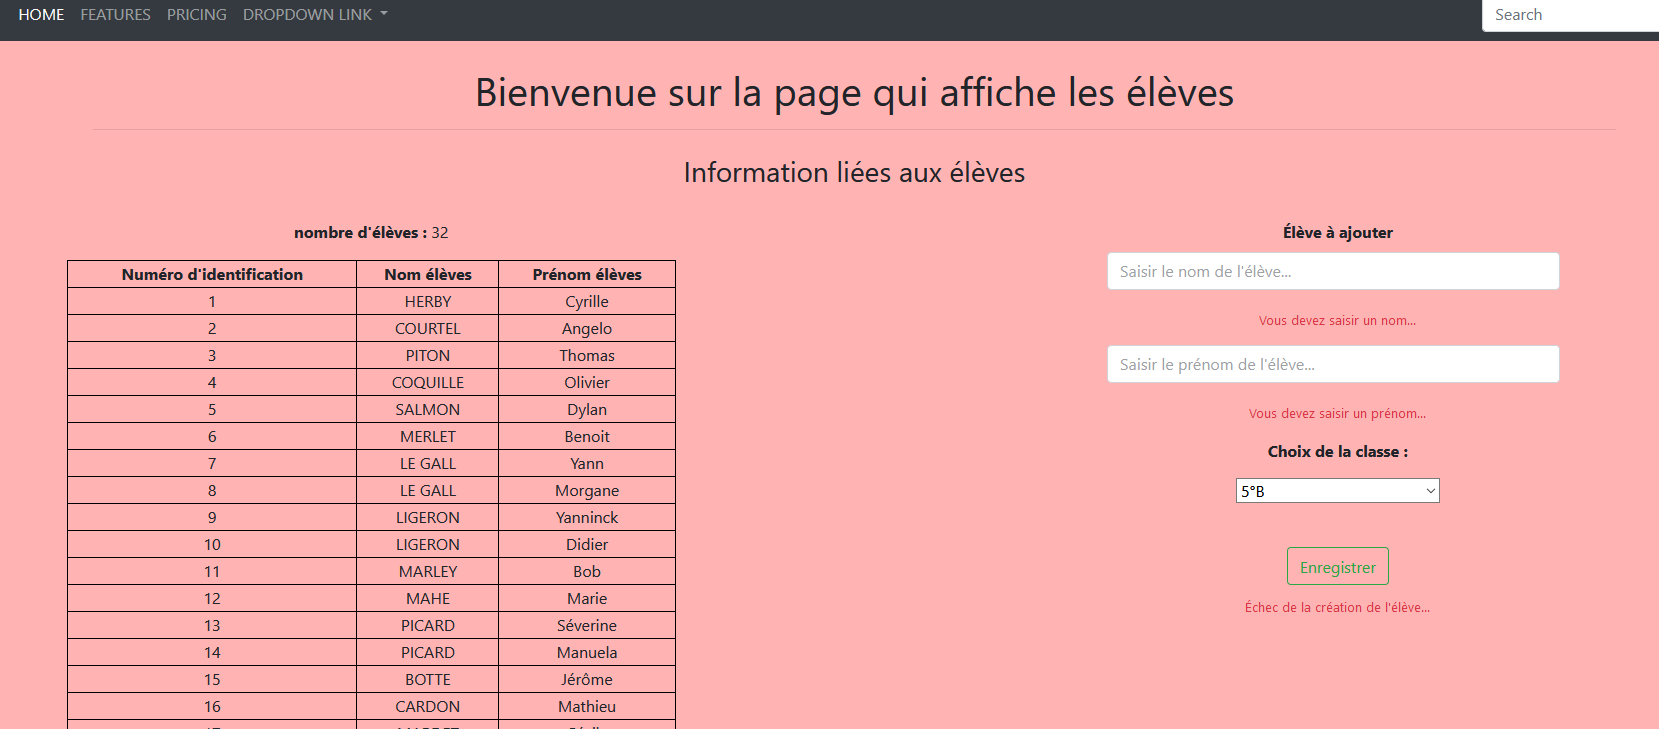 HOME FEATURES PRICING DROPDOWN LINK Search
Bienvenue sur la page qui affiche les élèves
Information liées aux élèves
nombre d'élèves : 32
Numéro d'identification Nom élèves Prénom élèves
1 HERBY Cyrille
2 COURTEL Angelo
3 PITON Thomas
4 COQUILLE Olivier
5 SALMON Dylan
6 MERLET Benoit
7 LE GALL Yann
8 LE GALL Morgane
9 LIGERON Yanninck
10 LIGERON Didier
11 MARLEY Bob
12 MAHE Marie
13 PICARD Séverine
14 PICARD Manuela
15 BOTTE Jérôme
16 CARDON Mathieu
Élève à ajouter
Saisir le nom de l'élève...
Vous devez saisir un nom...
Saisir le prénom de l'élève...
Vous devez saisir un prénom...
Choix de la classe :
5°B
Enregistrer
Échec de la création de l'élève...